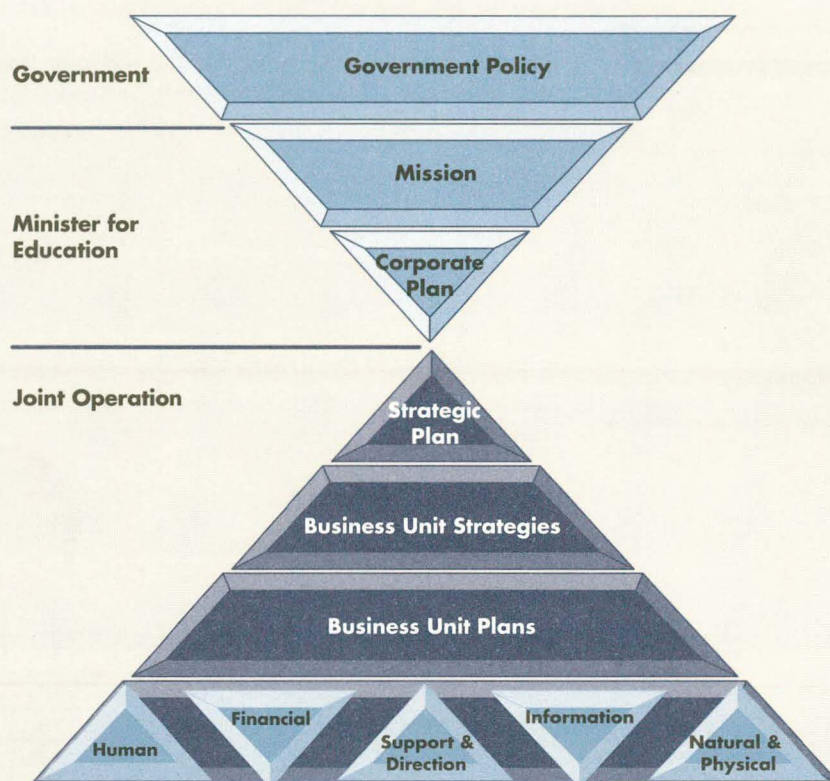 Government
Government Policy
Mission
Minister for
Education
Corporate
Plan
Joint Operation
Strategic
Plan
Business Unit Strategies
Business Unit Plans
Human
Financial
Support &
Direction
Information
Natural &
Physical